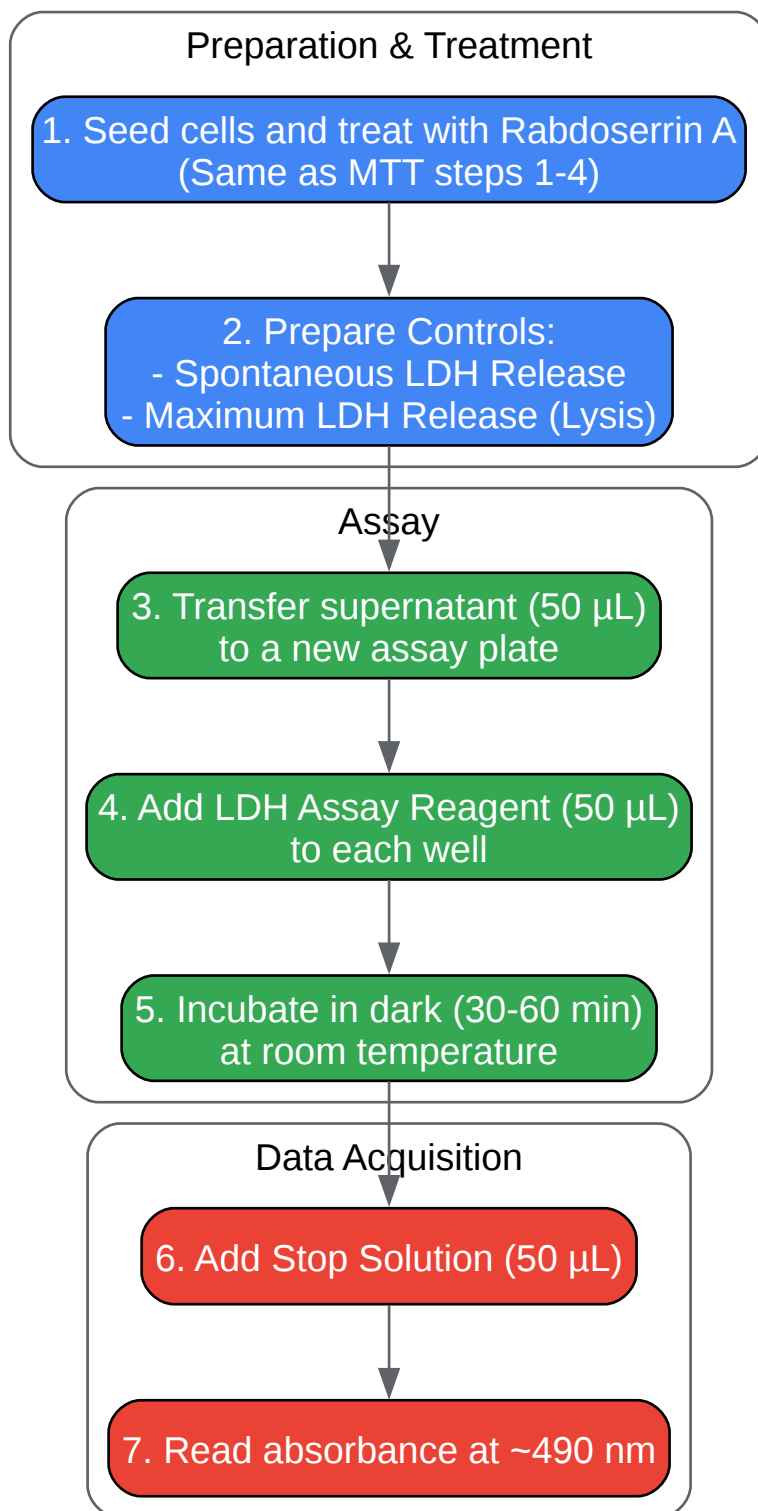 Preparation & Treatment
1. Seed cells and treat with Rabdoserrin A
(Same as MTT steps 1-4)
2. Prepare Controls:
- Spontaneous LDH Release
- Maximum LDH Release (Lysis)
Assay
3. Transfer supernatant (50 µL)
to a new assay plate
4. Add LDH Assay Reagent (50 µL)
to each well
5. Incubate in dark (30-60 min)
at room temperature
Data Acquisition
6. Add Stop Solution (50 µL)
7. Read absorbance at ~490 nm